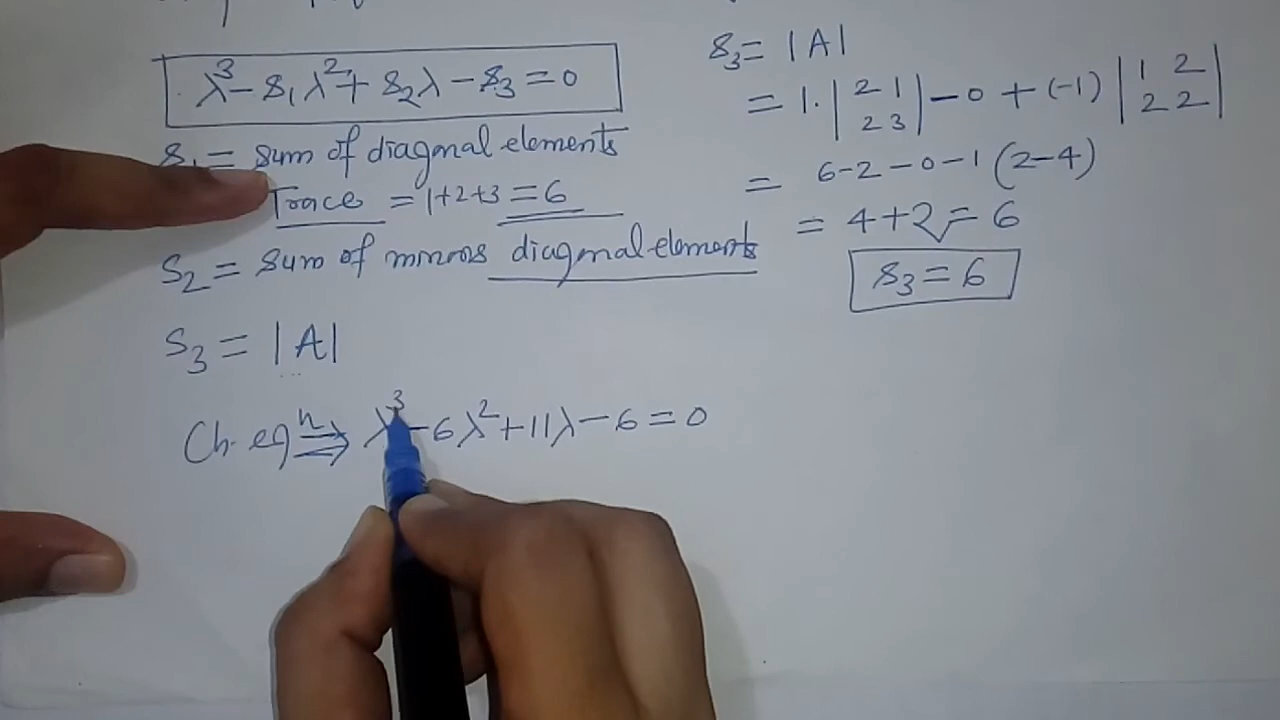 λ³ - S₁λ² + S₂λ - S₃ = 0
S₁ = sum of diagonal elements
Trace = 1+2+3 = 6
S₂ = sum of minors diagonal elements
S₃ = |A|
Ch. eqⁿ ⇒ λ³ - 6λ² + 11λ - 6 = 0
S₃ = |A|
= 1. |2 1; 2 3| - 0 + (-1) |1 2; 2 2|
= 6-2-0-1 (2-4)
= 4+2 = 6
S₃ = 6